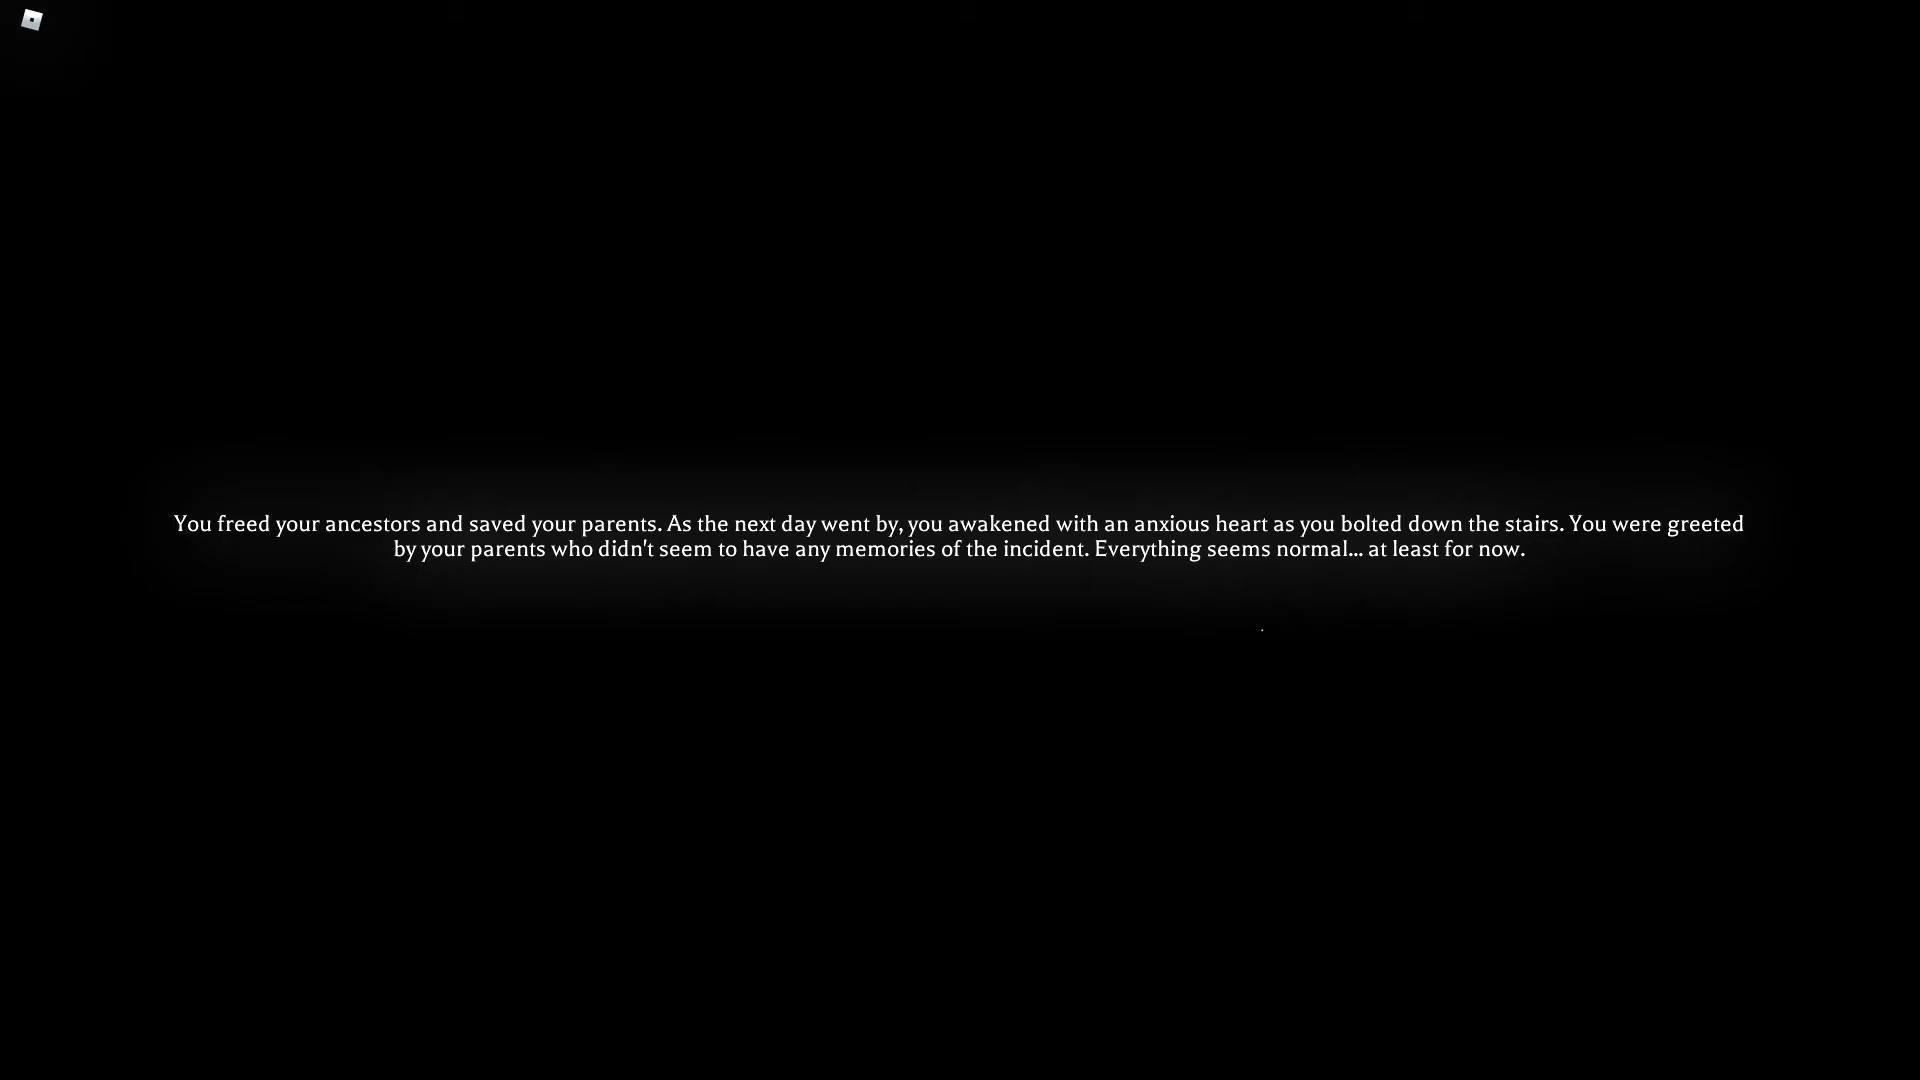 You freed your ancestors and saved your parents. As the next day went by, you awakened with an anxious heart as you bolted down the stairs. You were greeted
by your parents who didn't seem to have any memories of the incident. Everything seems normal... at least for now.